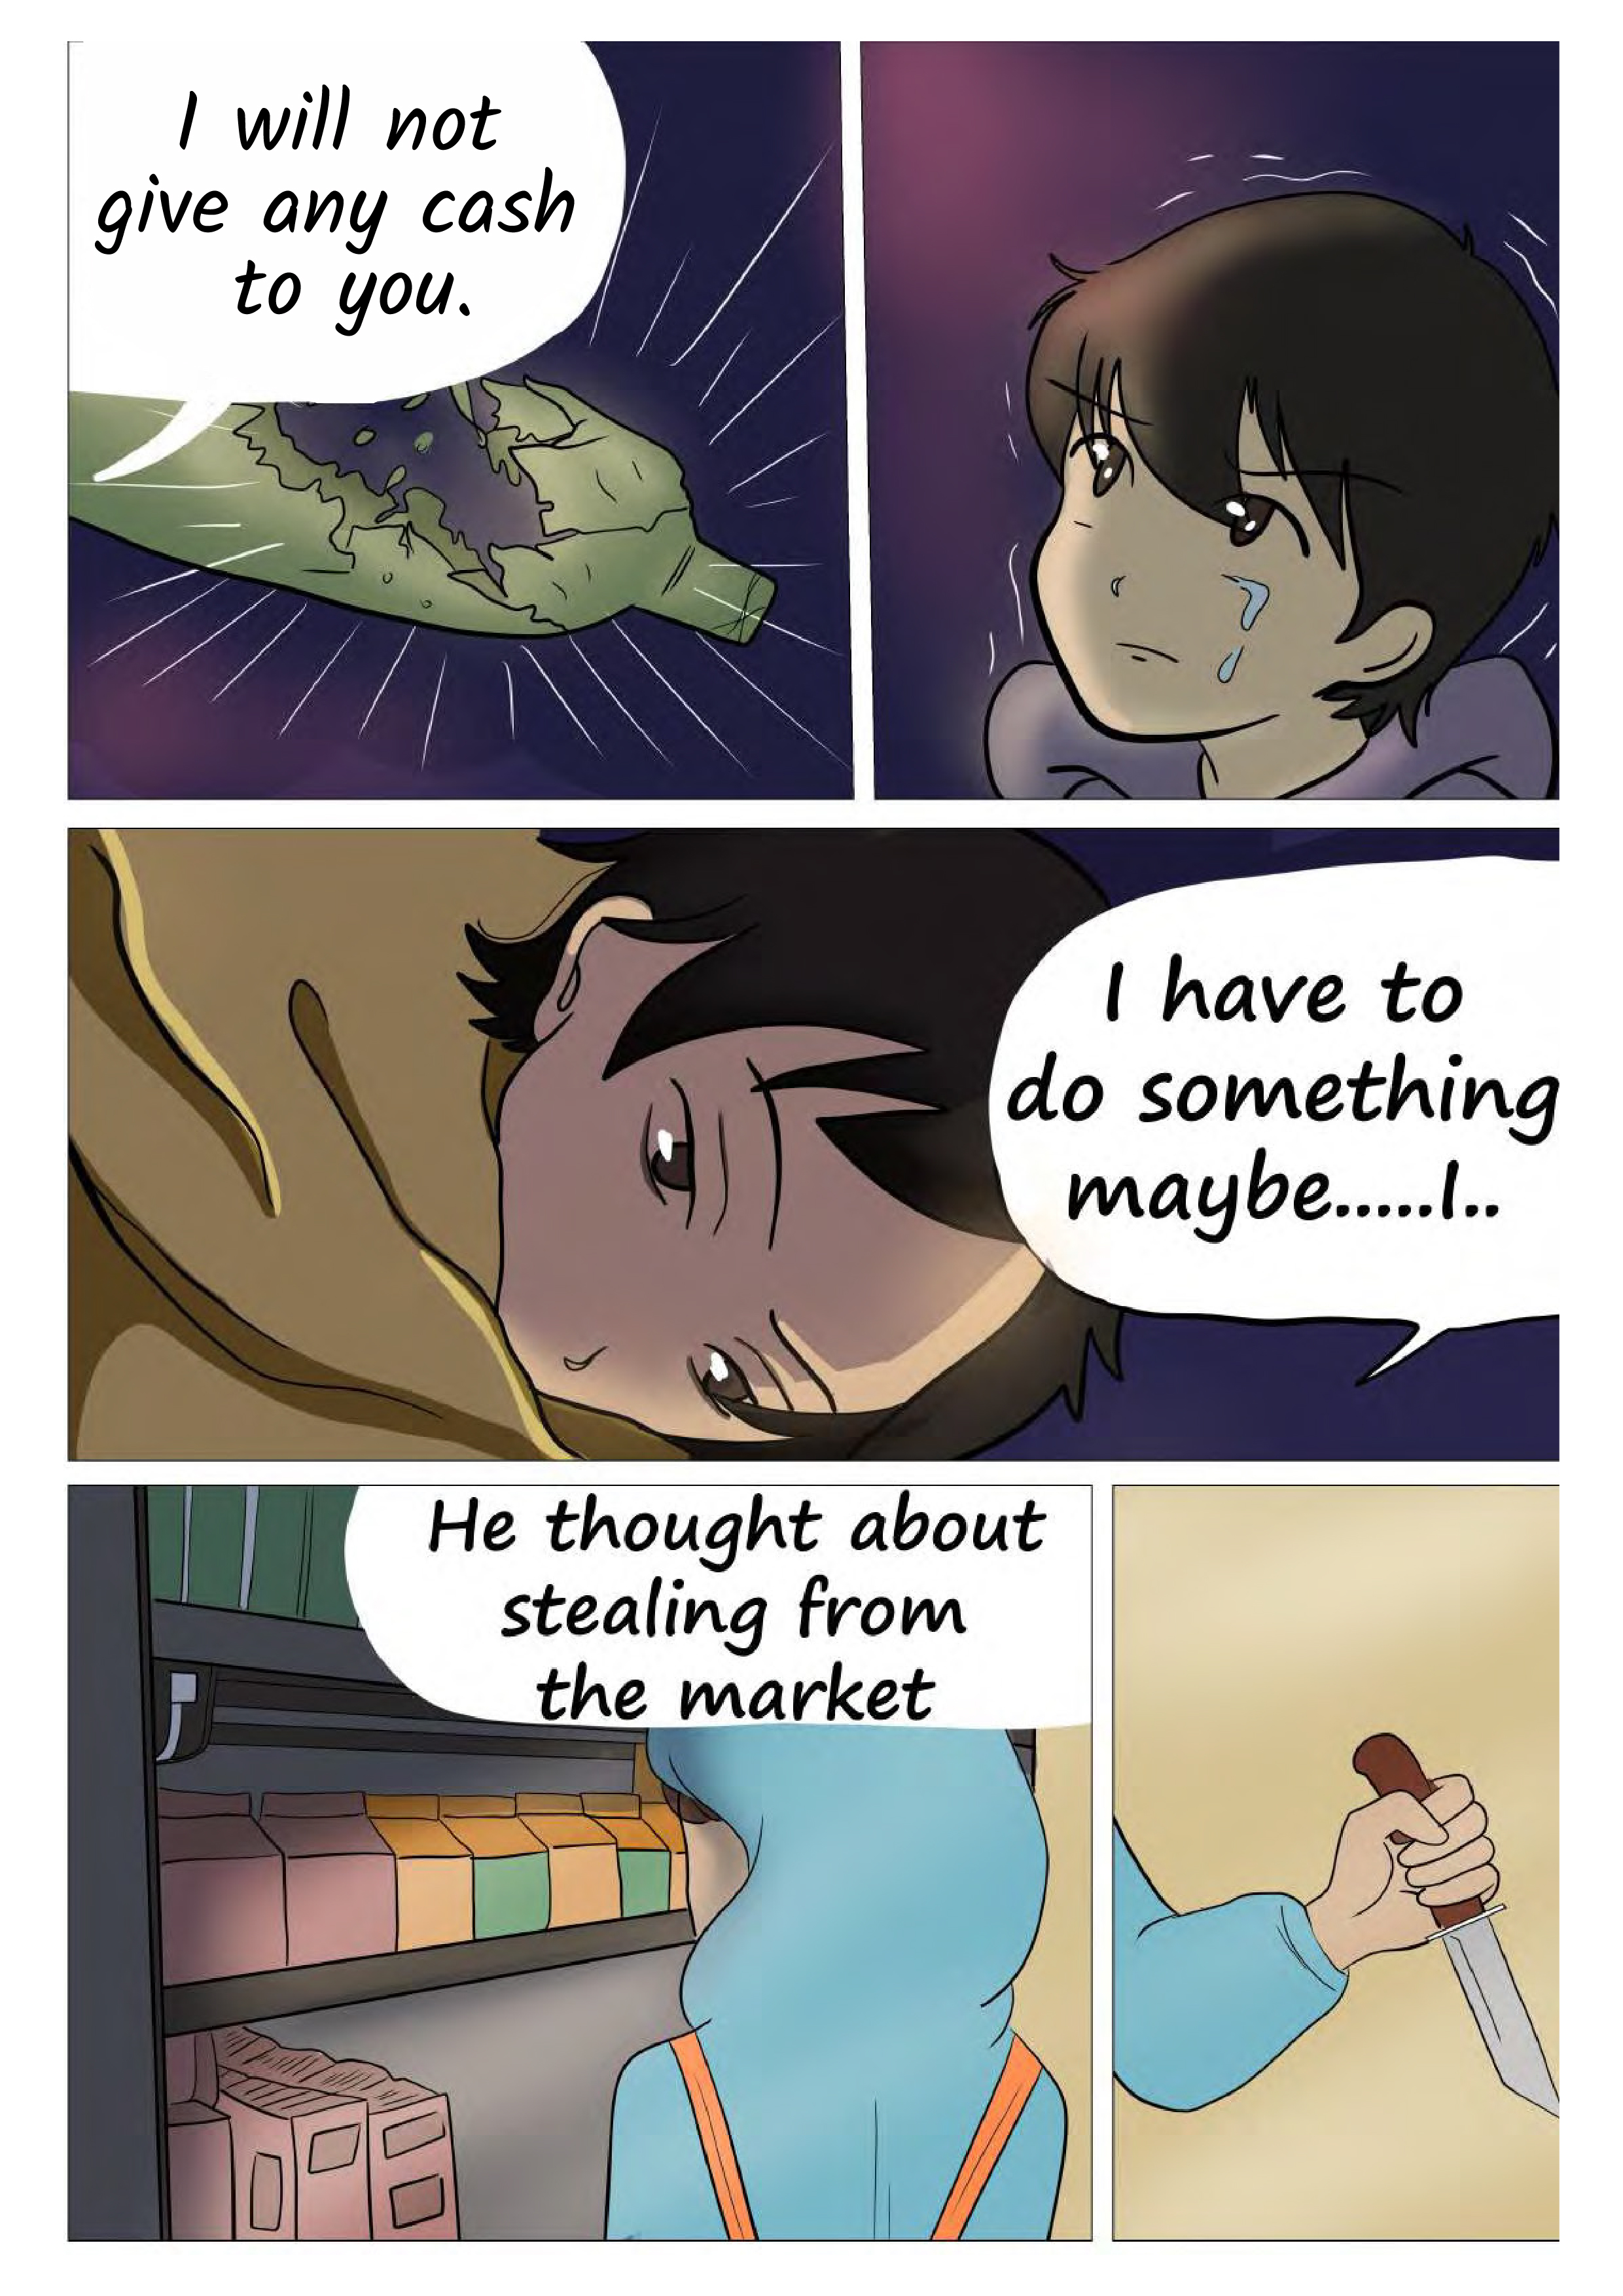 I will not
give any cash
to you.
I have to
do something
maybe.....I..
He thought about
stealing from
the market